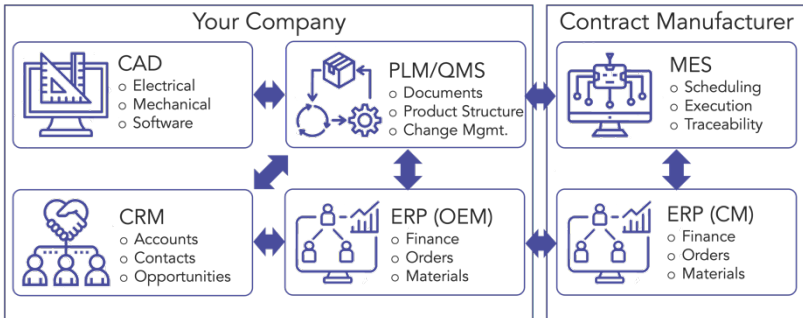 Your Company
Contract Manufacturer
CAD
o Electrical
o Mechanical
o Software
PLM/QMS
o Documents
o Product Structure
o Change Mgmt.
MES
o Scheduling
o Execution
o Traceability
CRM
o Accounts
o Contacts
o Opportunities
ERP (OEM)
o Finance
o Orders
o Materials
ERP (CM)
o Finance
o Orders
o Materials